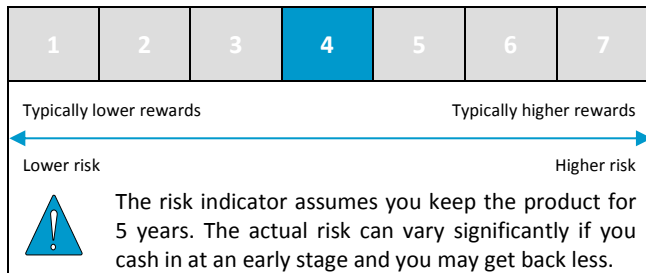 1 2 3 4 5 6 7
Typically lower rewards Typically higher rewards
Lower risk Higher risk
The risk indicator assumes you keep the product for
5 years. The actual risk can vary significantly if you
cash in at an early stage and you may get back less.